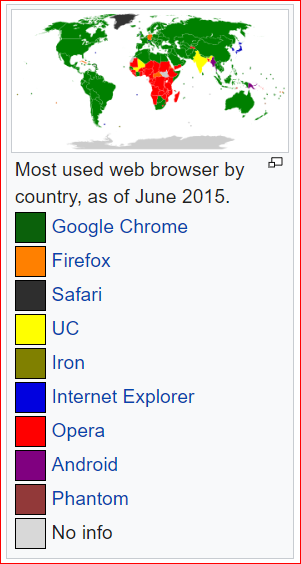 Most used web browser by
country, as of June 2015.
Google Chrome
Firefox
Safari
UC
Iron
Internet Explorer
Opera
Android
Phantom
No info